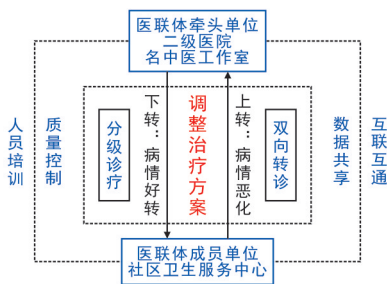 医联体牵头单位
二级医院
名中医工作室
人员培训
质量控制
分级诊疗
下转：病情好转
调整治疗方案
上转：病情恶化
双向转诊
数据共享
互联互通
医联体成员单位
社区卫生服务中心